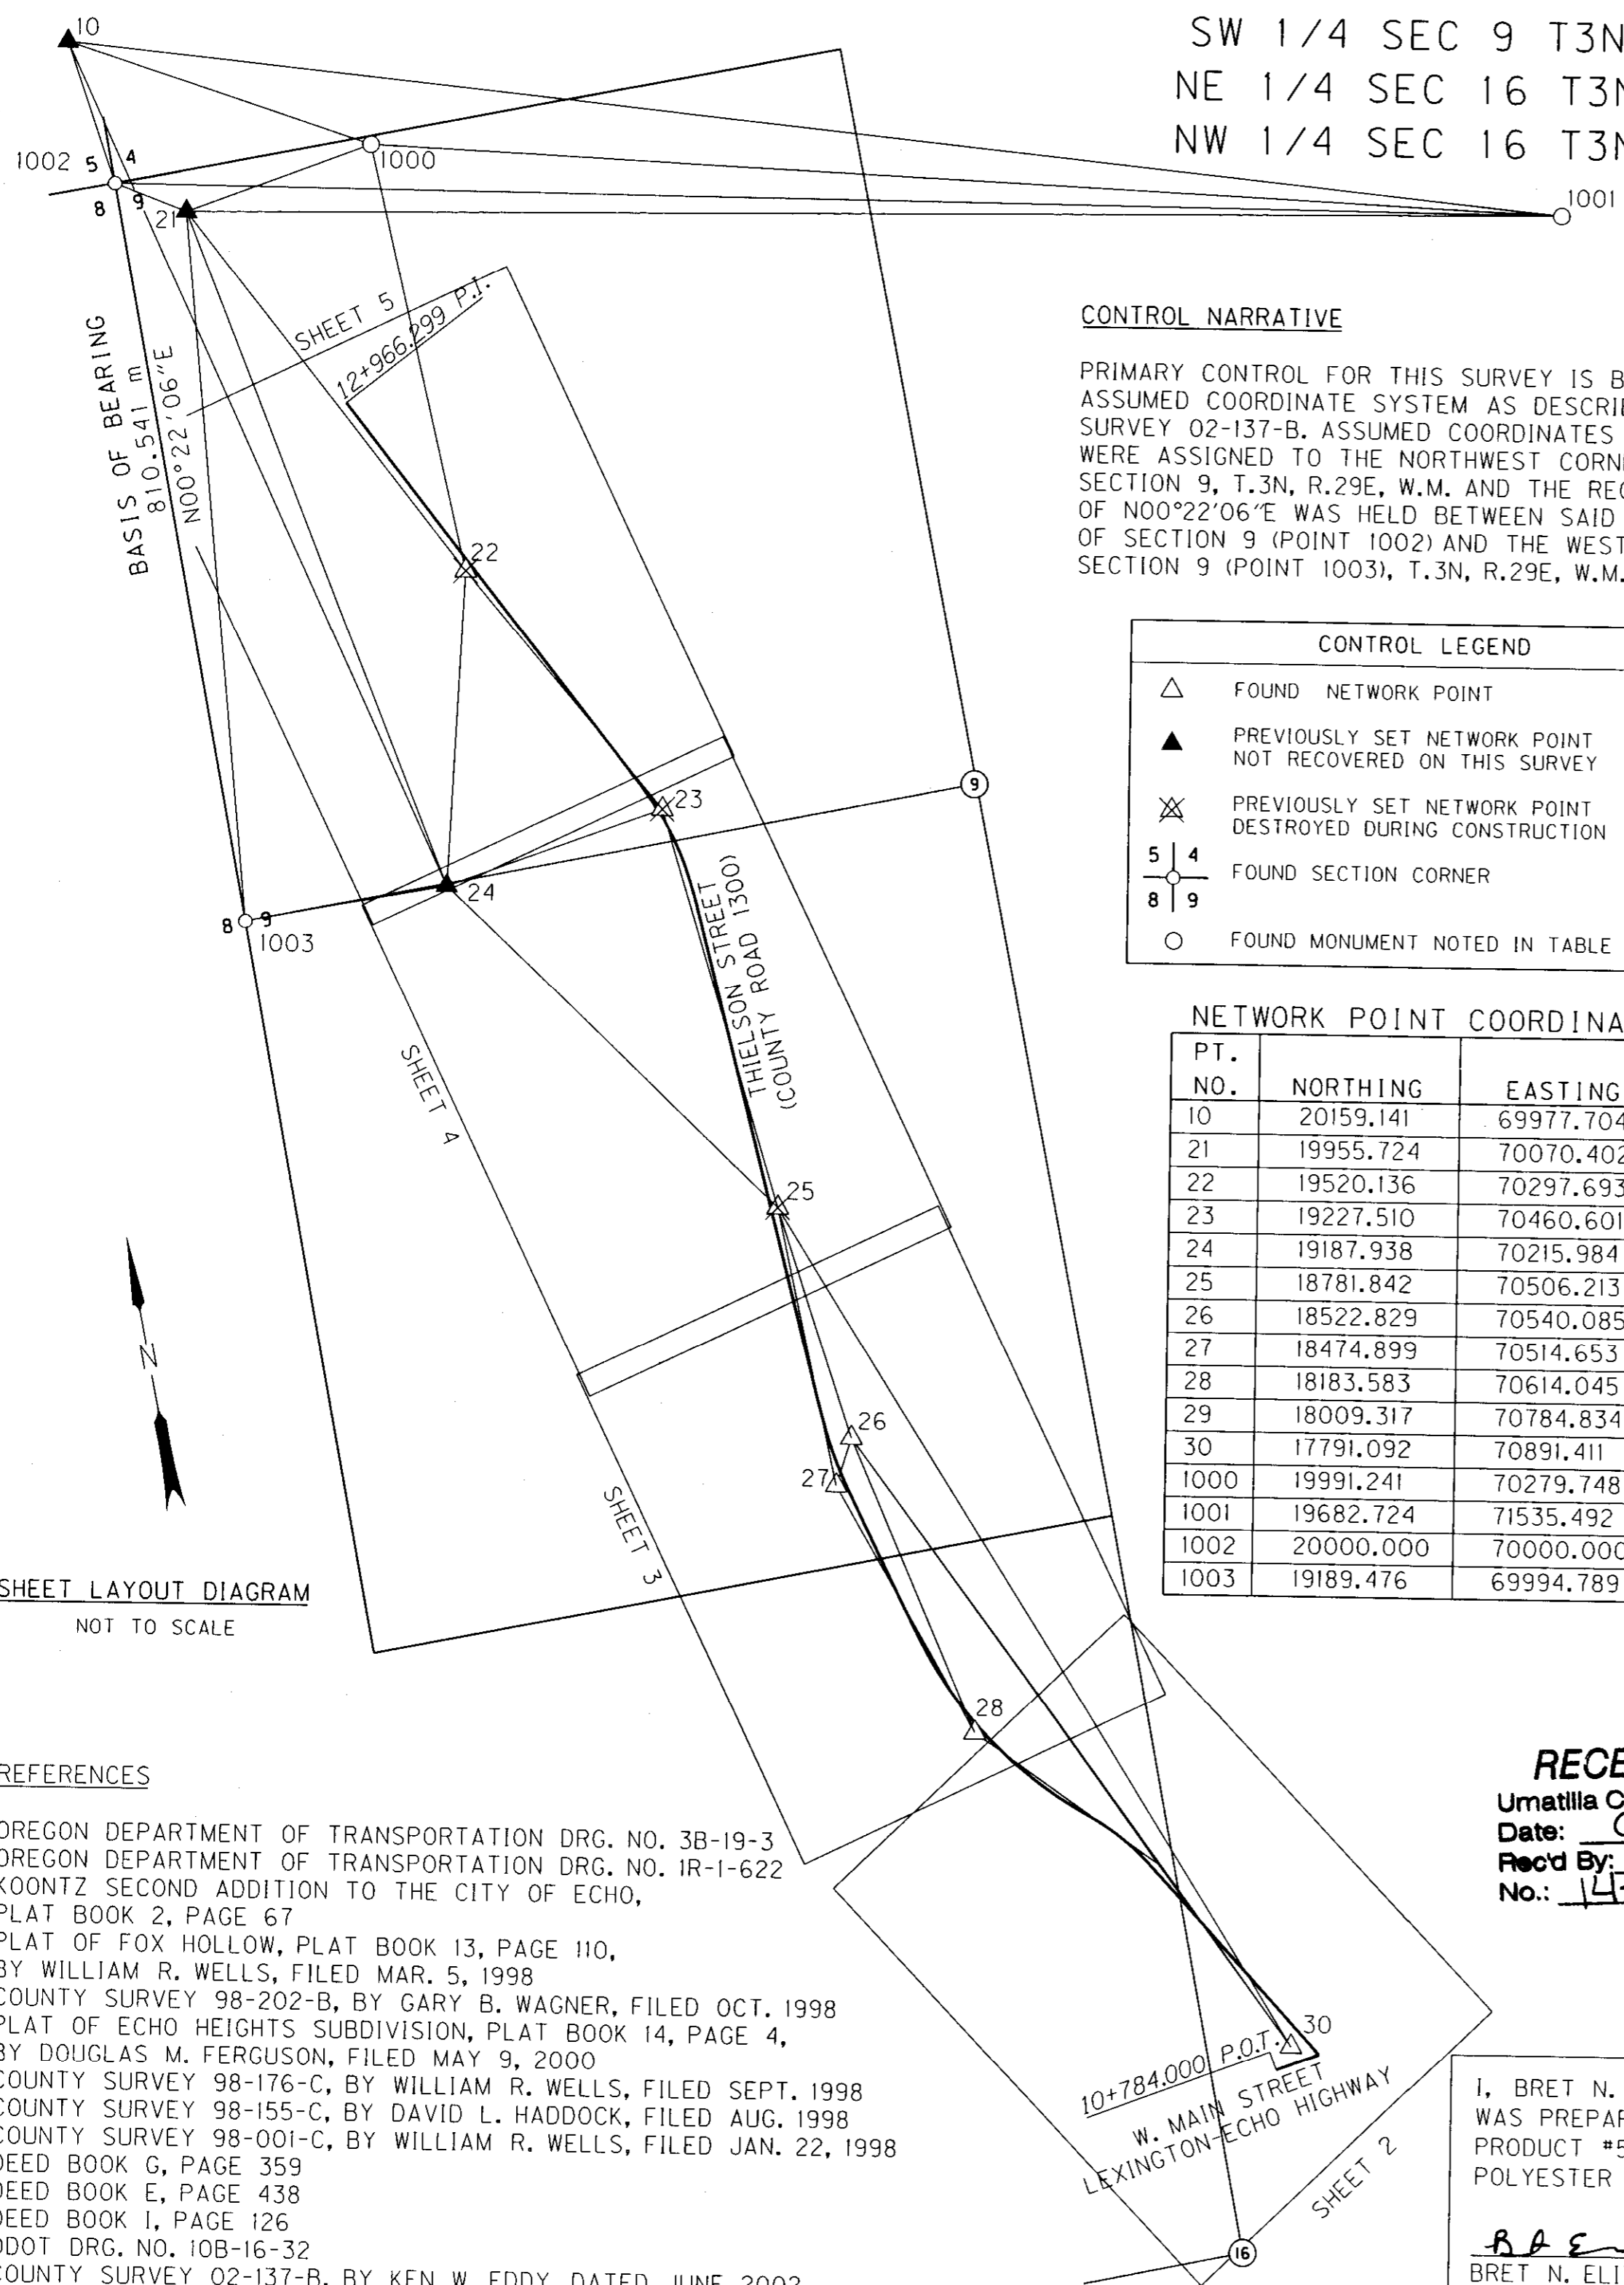 SW 1/4 SEC 9 T3N
NE 1/4 SEC 16 T3N
NW 1/4 SEC 16 T3N
10
1002
5 4
8 9
21
1000
1001
BASIS OF BEARING
810.541 m
N00°22'06"E
SHEET 5
12+966.299 P.I.
22
23
9
24
8 9
1003
THIELSON STREET
(COUNTY ROAD 1300)
SHEET 4
25
26
27
SHEET 3
28
30
10+784.000 P.O.T.
W. MAIN STREET
LEXINGTON-ECHO HIGHWAY
SHEET 2
16
N
SHEET LAYOUT DIAGRAM
NOT TO SCALE
CONTROL NARRATIVE
PRIMARY CONTROL FOR THIS SURVEY IS
ASSUMED COORDINATE SYSTEM AS
SURVEY 02-137-B. ASSUMED COORDINATES
WERE ASSIGNED TO THE NORTHWEST
SECTION 9, T.3N, R.29E, W.M. AND THE
OF N00°22'06"E WAS HELD BETWEEN SAID
OF SECTION 9 (POINT 1002) AND THE WEST
SECTION 9 (POINT 1003), T.3N, R.29E, W.M.
CONTROL LEGEND
FOUND NETWORK POINT
PREVIOUSLY SET NETWORK POINT
NOT RECOVERED ON THIS SURVEY
PREVIOUSLY SET NETWORK POINT
DESTROYED DURING CONSTRUCTION
5 4
FOUND SECTION CORNER
8 9
FOUND MONUMENT NOTED IN TABLE
NETWORK POINT COORDINA
PT.
NO. NORTHING EASTING
10 20159.141 69977.704
21 19955.724 70070.402
22 19520.136 70297.693
23 19227.510 70460.601
24 19187.938 70215.984
25 18781.842 70506.213
26 18522.829 70540.085
27 18474.899 70514.653
28 18183.583 70614.045
29 18009.317 70784.834
30 17791.092 70891.411
1000 19991.241 70279.748
1001 19682.724 71535.492
1002 20000.000 70000.000
1003 19189.476 69994.789
REFERENCES
OREGON DEPARTMENT OF TRANSPORTATION DRG. NO. 3B-19-3
OREGON DEPARTMENT OF TRANSPORTATION DRG. NO. 1R-1-622
KOONTZ SECOND ADDITION TO THE CITY OF ECHO,
PLAT BOOK 2, PAGE 67
PLAT OF FOX HOLLOW, PLAT BOOK 13, PAGE 110,
BY WILLIAM R. WELLS, FILED MAR. 5, 1998
COUNTY SURVEY 98-202-B, BY GARY B. WAGNER, FILED OCT. 1998
PLAT OF ECHO HEIGHTS SUBDIVISION, PLAT BOOK 14, PAGE 4,
BY DOUGLAS M. FERGUSON, FILED MAY 9, 2000
COUNTY SURVEY 98-176-C, BY WILLIAM R. WELLS, FILED SEPT. 1998
COUNTY SURVEY 98-155-C, BY DAVID L. HADDOCK, FILED AUG. 1998
COUNTY SURVEY 98-001-C, BY WILLIAM R. WELLS, FILED JAN. 22, 1998
DEED BOOK G, PAGE 359
DEED BOOK E, PAGE 438
DEED BOOK I, PAGE 126
ODOT DRG. NO. 10B-16-32
COUNTY SURVEY 02-137-B, BY KEN W. EDDY, DATED JUNE 2002
RECE
Umatilla C
Date:
Rec'd By:
No.: 14
I, BRET N.
WAS PREPAR
PRODUCT #5
POLYESTER
BRET N. ELI